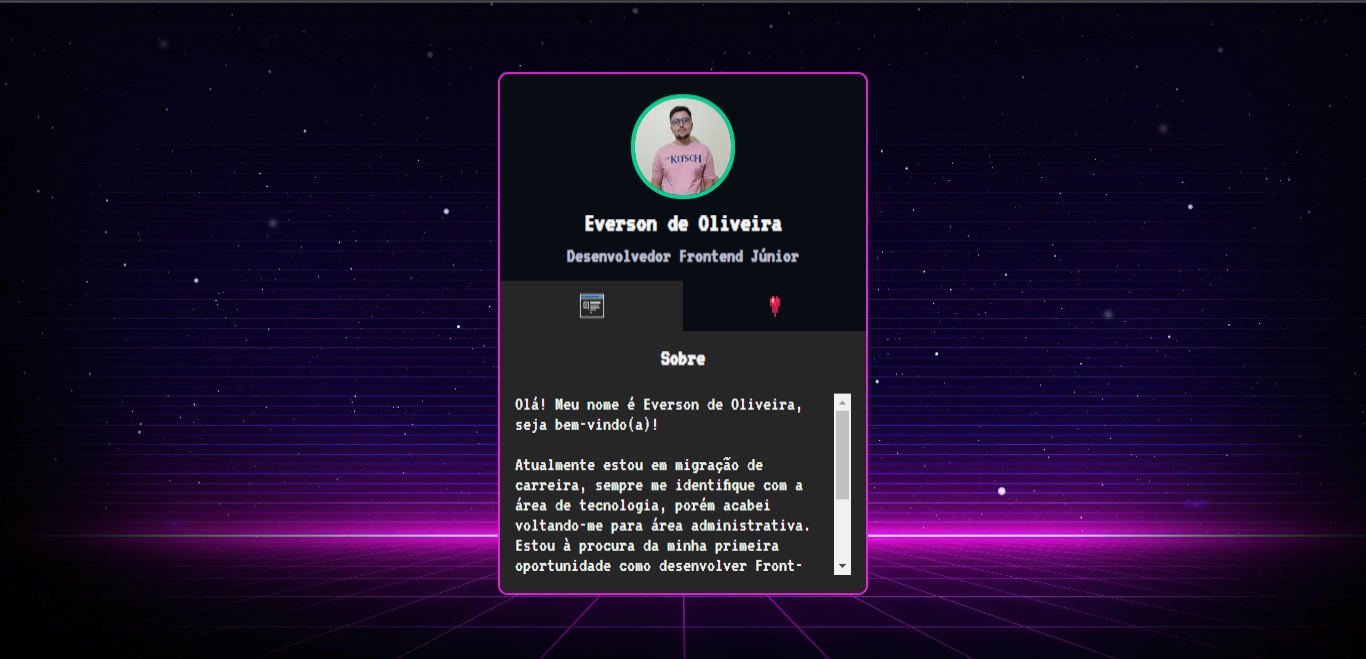 KITSCH
Everson de Oliveira
Desenvolvedor Frontend Júnior
Sobre
Olá! Meu nome é Everson de Oliveira,
seja bem-vindo(a)!
Atualmente estou em migração de
carreira, sempre me identifique com a
área de tecnologia, porém acabei
voltando-me para área administrativa.
Estou à procura da minha primeira
oportunidade como desenvolver Front-